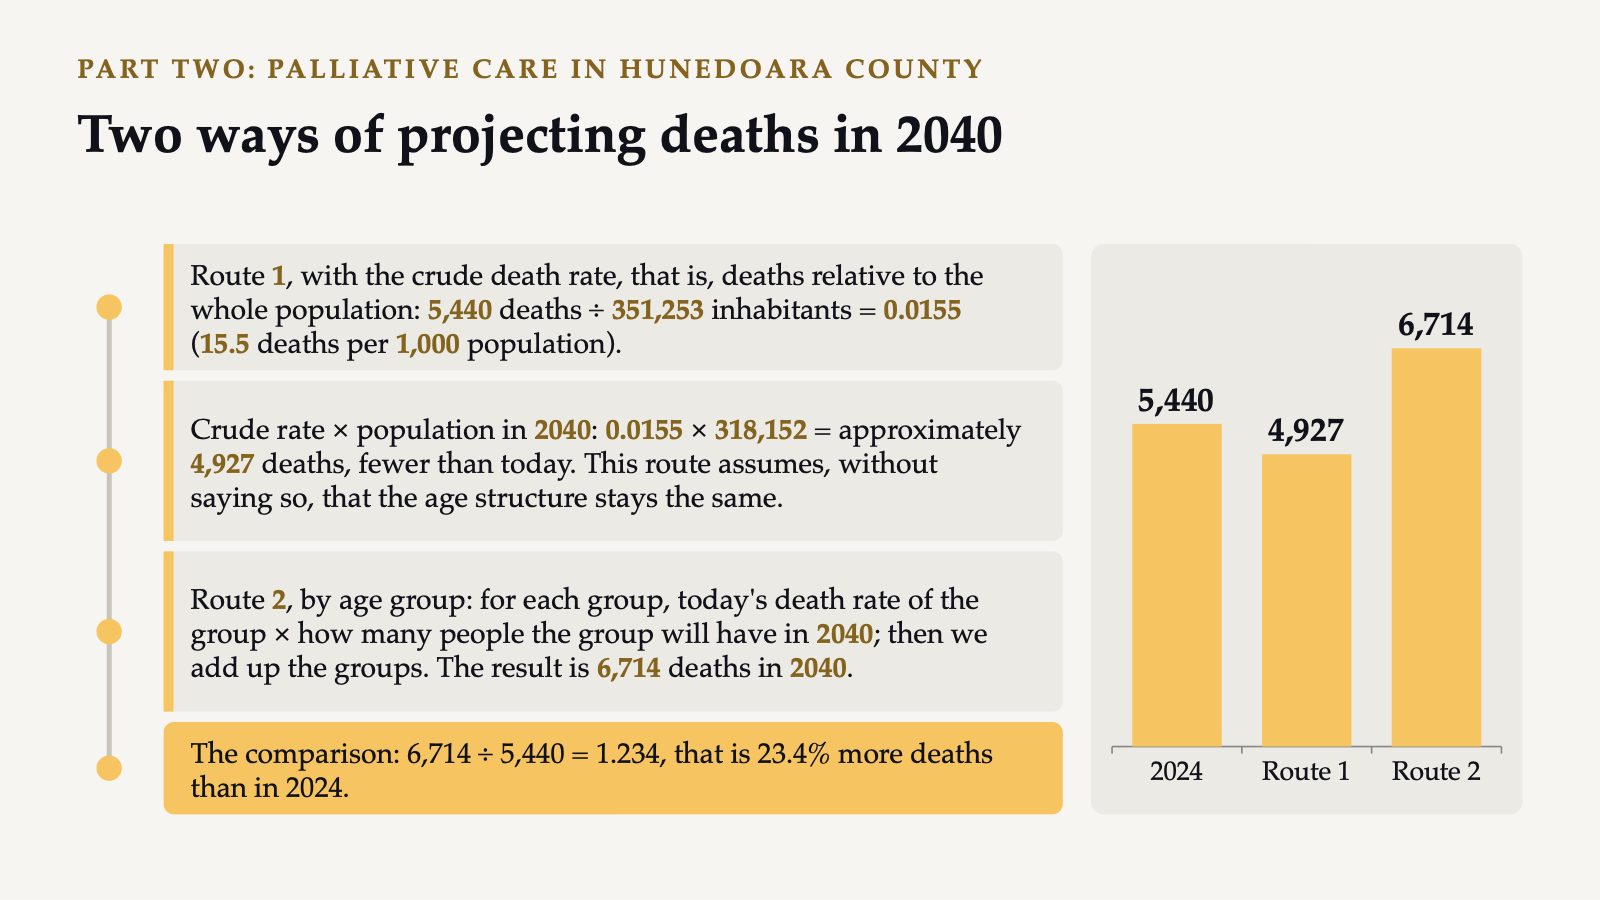 PART TWO: PALLIATIVE CARE IN HUNEDOARA COUNTY
Two ways of projecting deaths in 2040
Route 1, with the crude death rate, that is, deaths relative to the
whole population: 5,440 deaths ÷ 351,253 inhabitants = 0.0155
(15.5 deaths per 1,000 population).
Crude rate × population in 2040: 0.0155 × 318,152 = approximately
4,927 deaths, fewer than today. This route assumes, without
saying so, that the age structure stays the same.
Route 2, by age group: for each group, today's death rate of the
group × how many people the group will have in 2040; then we
add up the groups. The result is 6,714 deaths in 2040.
The comparison: 6,714 ÷ 5,440 = 1.234, that is 23.4% more deaths
than in 2024.
5,440
4,927
6,714
2024
Route 1
Route 2